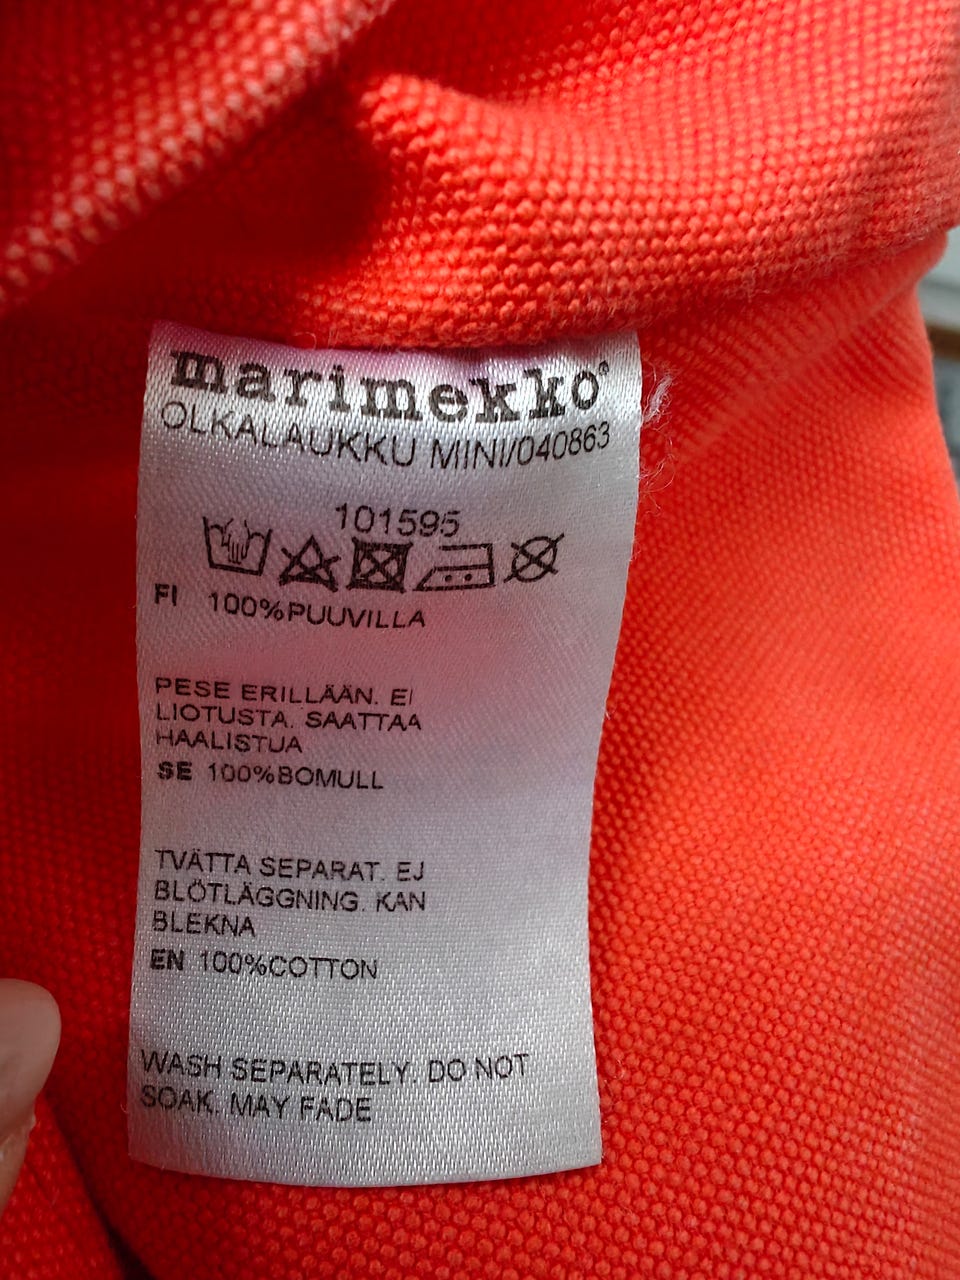 marimekko®
OLKALAUKKU MINI/040863
101595
FI 100%PUUVILLA
PESE ERILLÄÄN. EI
LIOTUSTA. SAATTAA
HAALISTUA
SE 100%BOMULL
TVÄTTA SEPARAT. EJ
BLÖTLÄGGNING. KAN
BLEKNA
EN 100%COTTON
WASH SEPARATELY. DO NOT
SOAK. MAY FADE